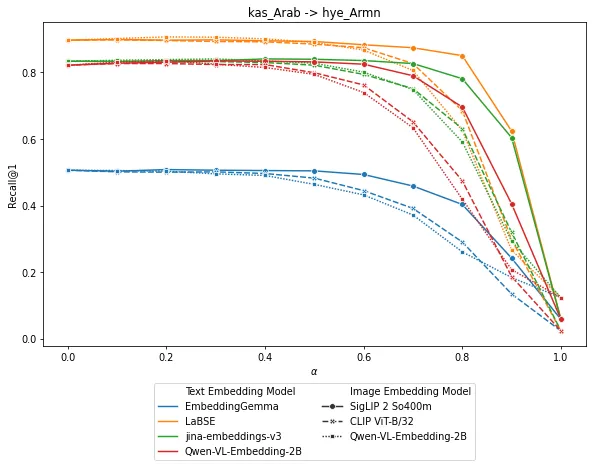 kas_Arab -> hye_Armn
Recall@1
0.8
0.6
0.4
0.2
0.0
0.0 0.2 0.4 0.6 0.8 1.0
α
Text Embedding Model
EmbeddingGemma
LaBSE
jina-embeddings-v3
Qwen-VL-Embedding-2B
Image Embedding Model
SigLIP 2 So400m
CLIP ViT-B/32
Qwen-VL-Embedding-2B